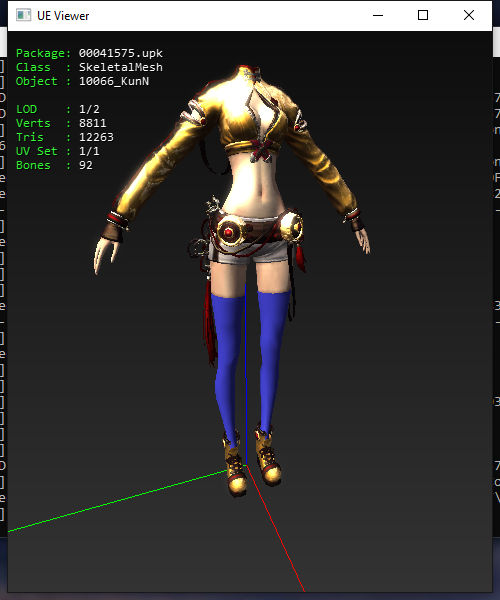 UE Viewer
Package: 00041575.upk
Class : SkeletalMesh
Object : 10066_KunN
LOD : 1/2
Verts : 8811
Tris : 12263
UV Set : 1/1
Bones : 92